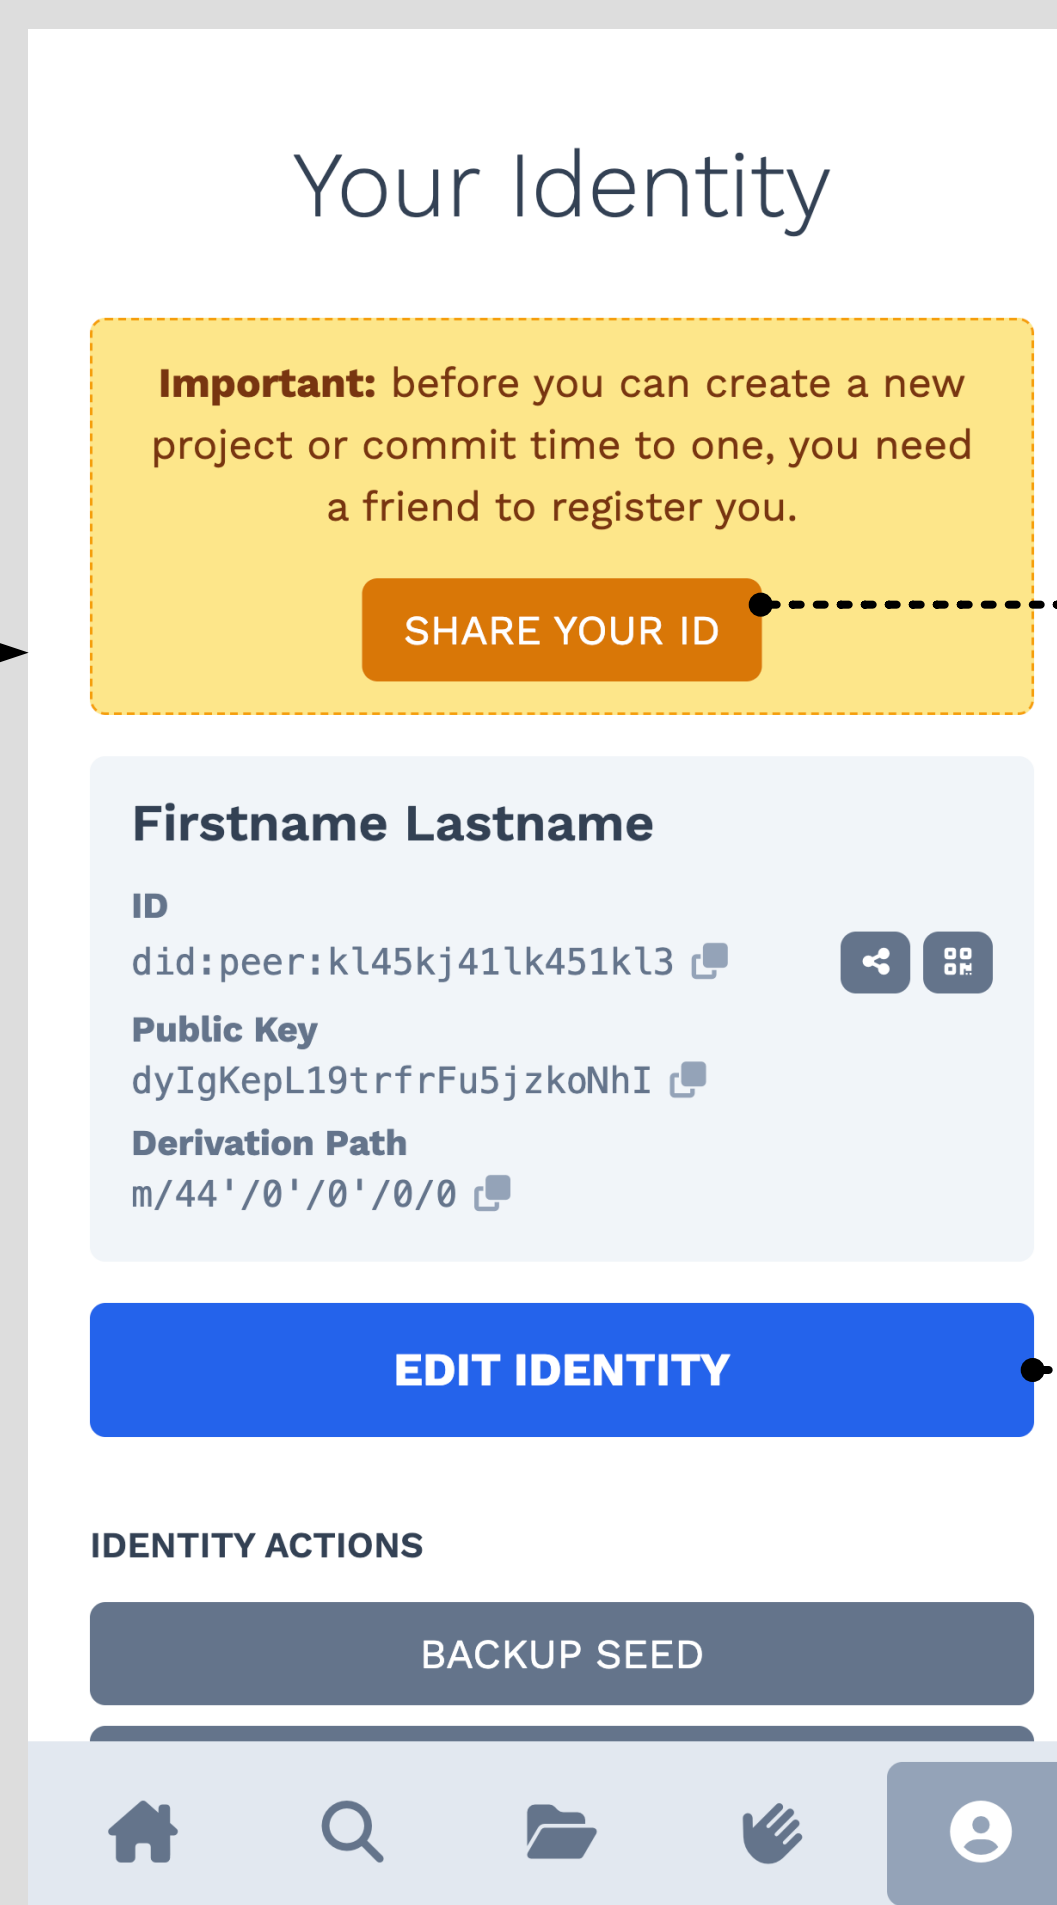 Your Identity
Important: before you can create a new
project or commit time to one, you need
a friend to register you.
SHARE YOUR ID
Firstname Lastname
ID
did:peer:kl45kj41lk451kl3
Public Key
dyIgKepL19trfrFu5jzkoNhI
Derivation Path
m/44'/0'/0'/0/0
EDIT IDENTITY
IDENTITY ACTIONS
BACKUP SEED